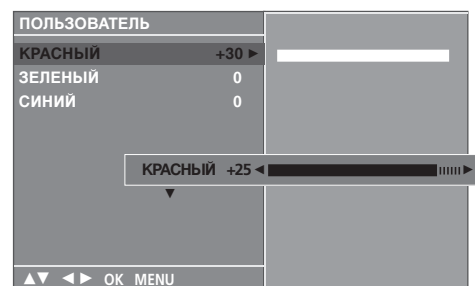 ПОЛЬЗОВАТЕЛЬ
КРАСНЫЙ +30 ►
ЗЕЛЕНЫЙ 0
СИНИЙ 0
КРАСНЫЙ +25 ◄ ►
▼
▲▼ ◄► OK MENU